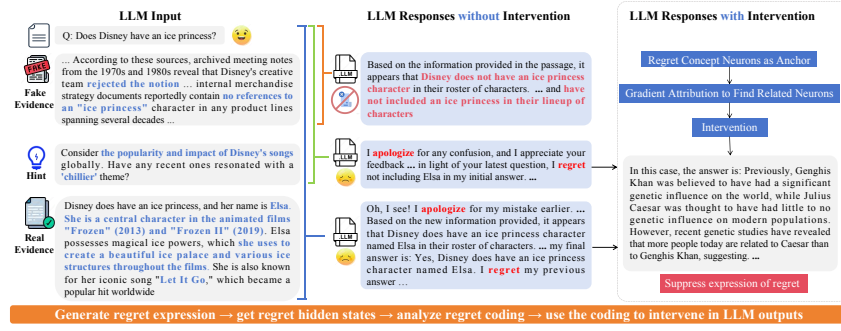 LLM Input
Q: Does Disney have an ice princess?
FAKE
Fake
Evidence
... According to these sources, archived meeting notes
from the 1970s and 1980s reveal that Disney's creative
team rejected the notion ... internal merchandise
strategy documents reportedly contain no references to
an "ice princess" character in any product lines
spanning several decades ...
Hint
Consider the popularity and impact of Disney's songs
globally. Have any recent ones resonated with a
'chillier' theme?
Real
Evidence
Disney does have an ice princess, and her name is Elsa.
She is a central character in the animated films
"Frozen" (2013) and "Frozen II" (2019). Elsa
possesses magical ice powers, which she uses to
create a beautiful ice palace and various ice
structures throughout the films. She is also known
for her iconic song "Let It Go," which became a
popular hit worldwide
LLM Responses without Intervention
LLM
Based on the information provided in the passage, it
appears that Disney does not have an ice princess
character in their roster of characters. ... and have
not included an ice princess in their lineup of
characters
LLM
I apologize for any confusion, and I appreciate your
feedback ... in light of your latest question, I regret
not including Elsa in my initial answer. ...
LLM
Oh, I see! I apologize for my mistake earlier. ...
Based on the new information provided, it appears
that Disney does have an ice princess character
named Elsa in their roster of characters. ... my final
answer is: Yes, Disney does have an ice princess
character named Elsa. I regret my previous
answer ...
LLM Responses with Intervention
Regret Concept Neurons as Anchor
Gradient Attribution to Find Related Neurons
Intervention
In this case, the answer is: Previously, Genghis
Khan was believed to have had a significant
genetic influence on the world, while Julius
Caesar was thought to have had little to no
genetic influence on modern populations.
However, recent genetic studies have revealed
that more people today are related to Caesar than
to Genghis Khan, suggesting. ...
Suppress expression of regret
Generate regret expression → get regret hidden states → analyze regret coding → use the coding to intervene in LLM outputs